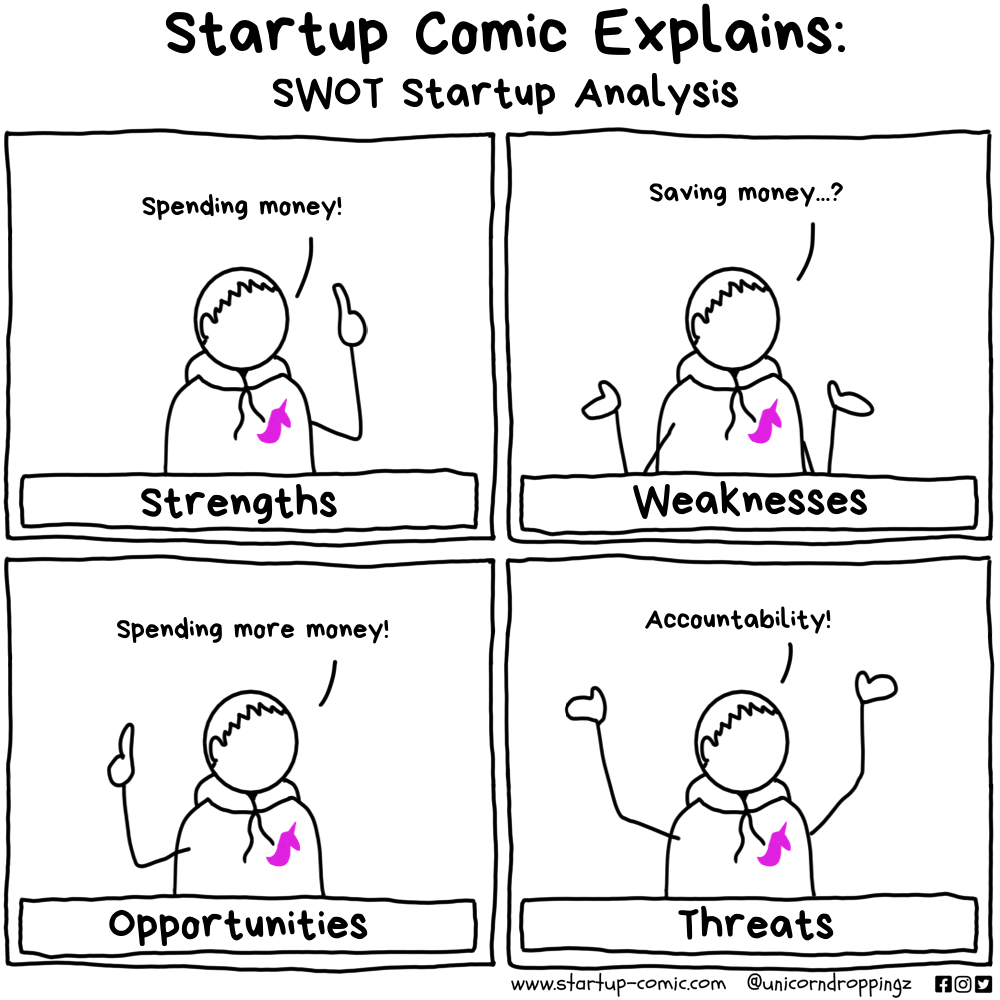 Startup Comic Explains:
SWOT Startup Analysis
Spending money!
Strengths
Saving money...?
Weaknesses
Spending more money!
Opportunities
Accountability!
Threats
www.startup-comic.com @unicorndroppingz